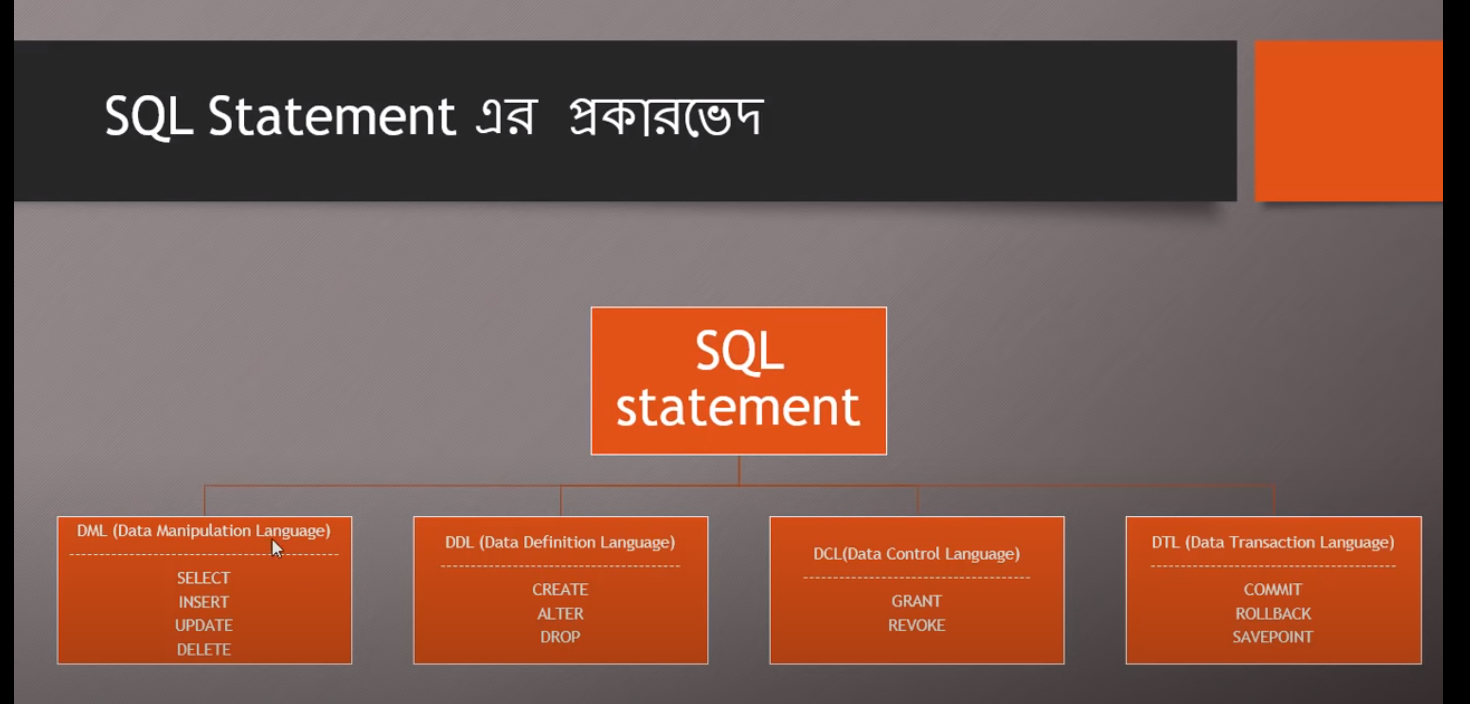 SQL Statement এর প্রকারভেদ
SQL
statement
DML (Data Manipulation Language)
SELECT
INSERT
UPDATE
DELETE
DDL (Data Definition Language)
CREATE
ALTER
DROP
DCL(Data Control Language)
GRANT
REVOKE
DTL (Data Transaction Language)
COMMIT
ROLLBACK
SAVEPOINT